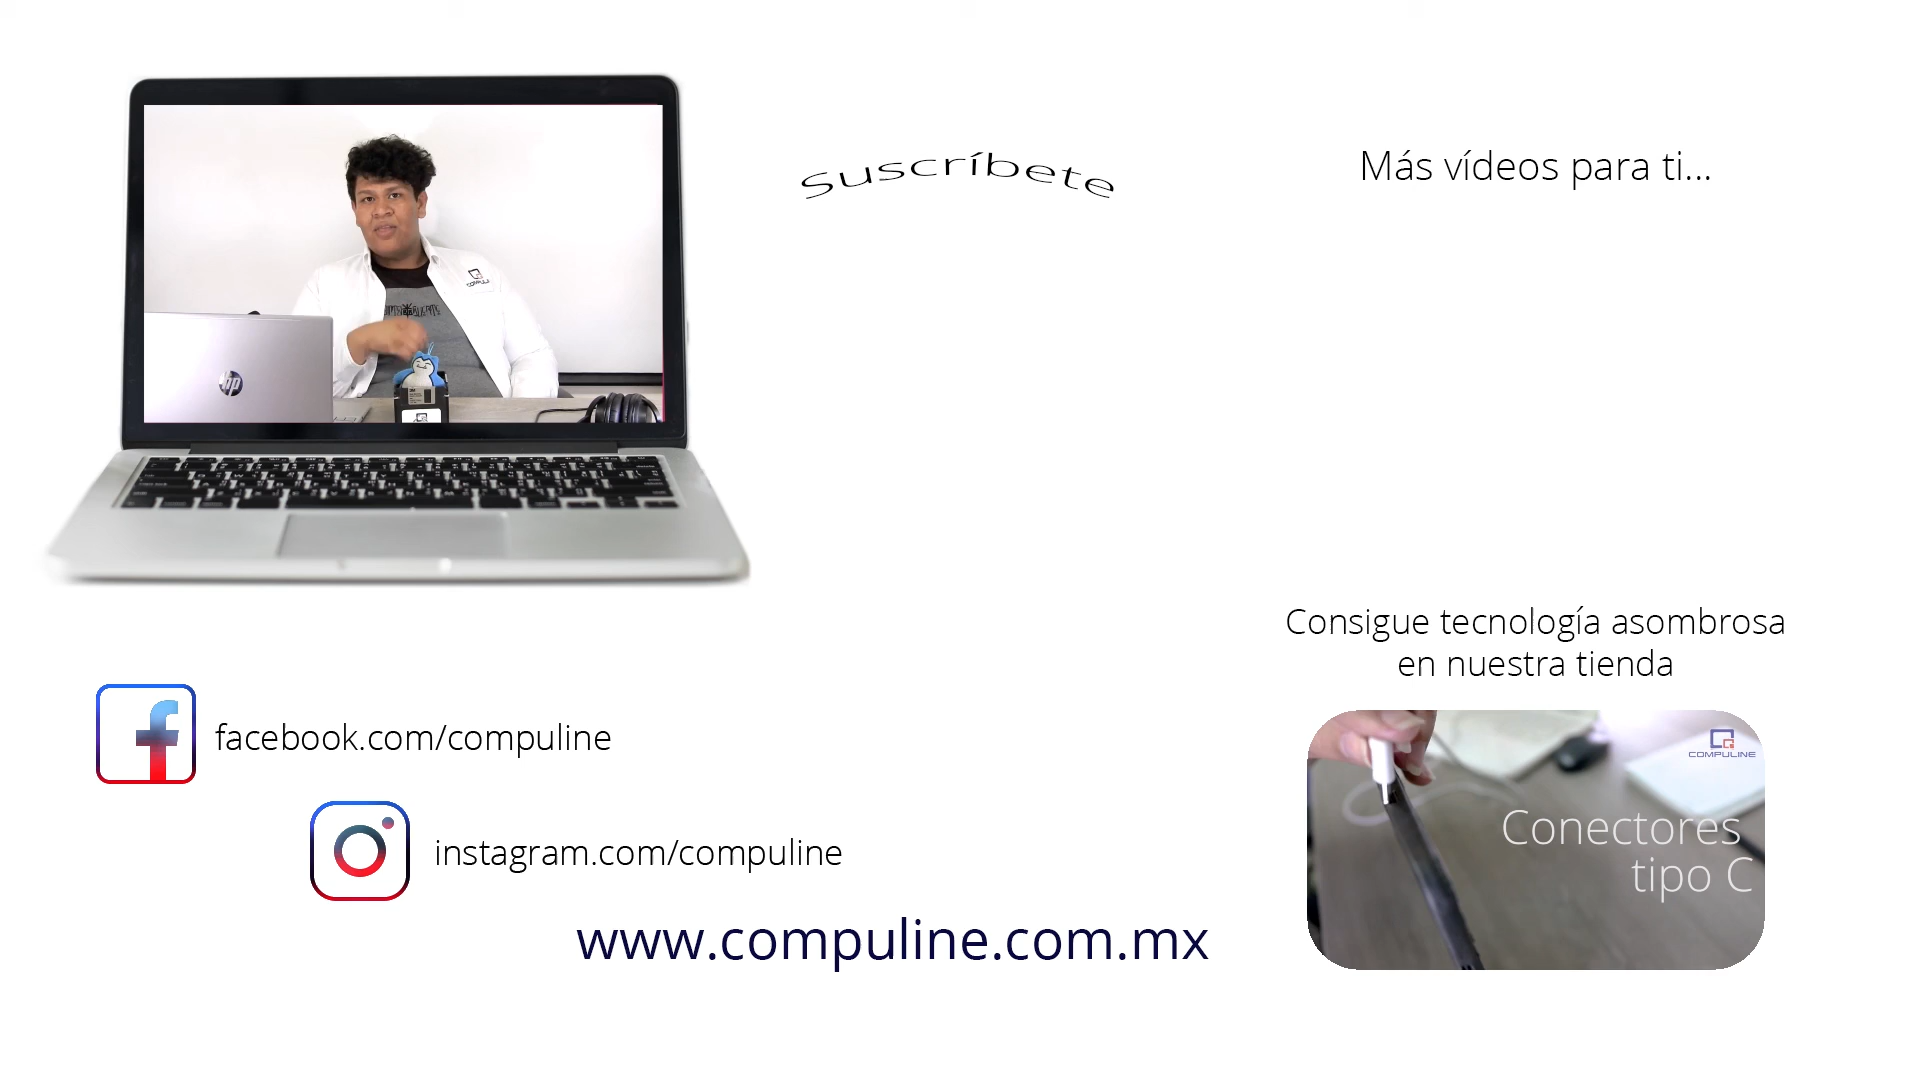 Suscríbete
Más vídeos para ti...
hp
Consigue tecnología asombrosa
en nuestra tienda
facebook.com/compuline
COMPULINE
Conectores
tipo C
instagram.com/compuline
www.compuline.com.mx